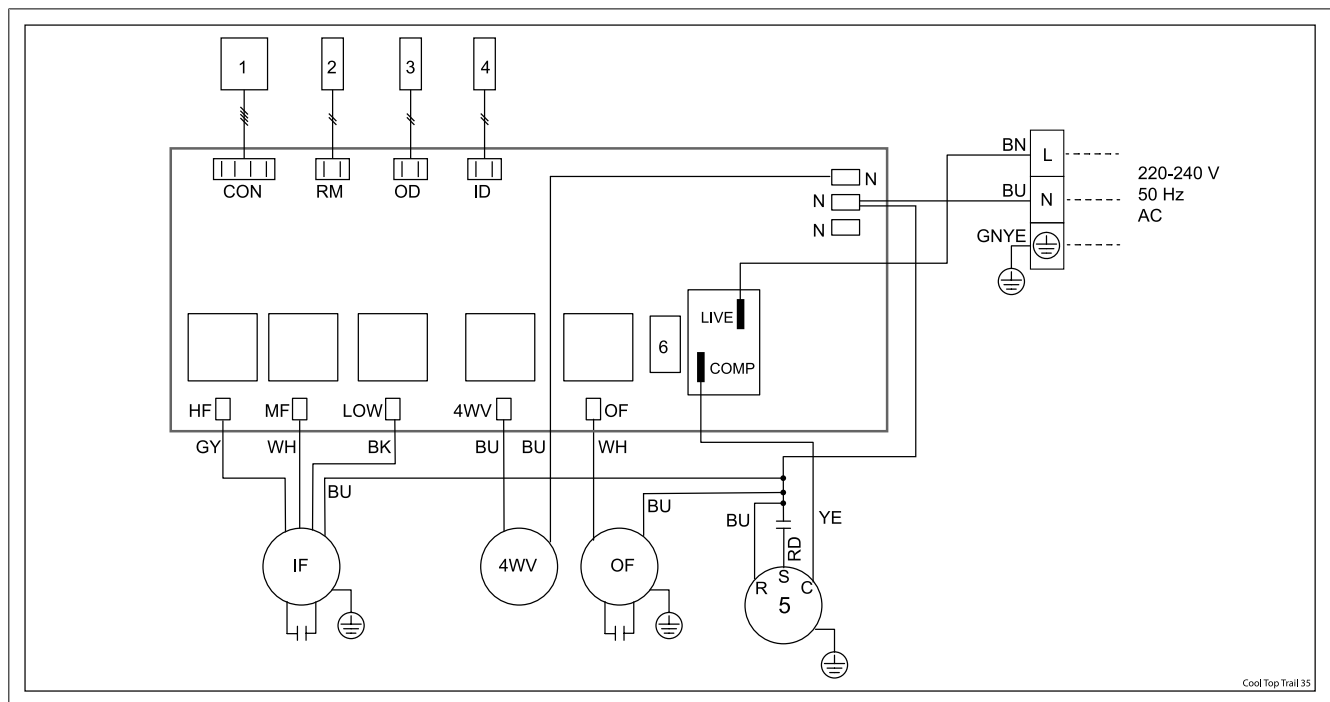 1 2 3 4
CON RM OD ID
BN L
N
BU N
N
N
GNYE
220-240 V
50 Hz
AC
LIVE
6
COMP
HF MF LOW 4WV OF
GY WH BK BU BU WH
BU BU BU YE
RD
IF 4WV OF
R S C
5
Cool Top Trail 35